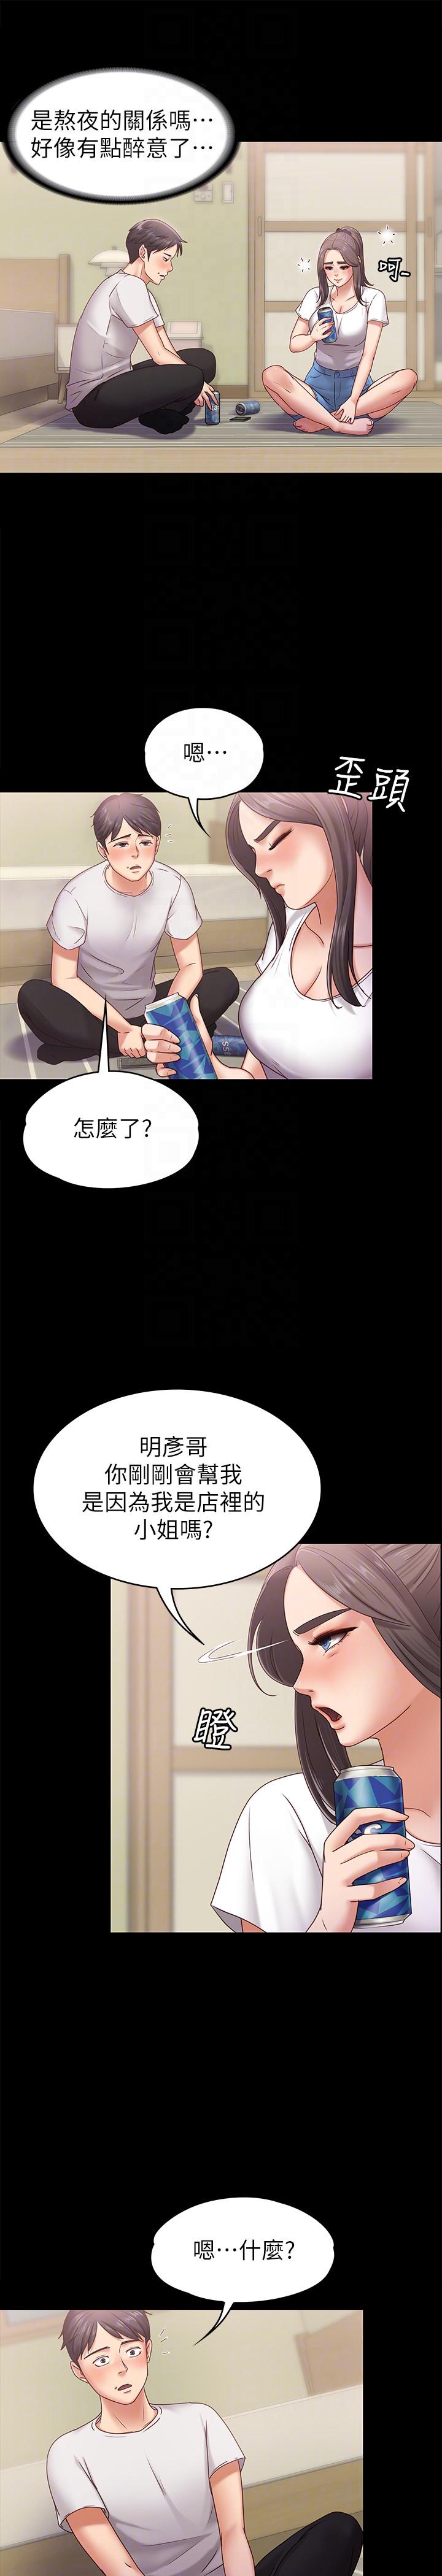 是熬夜的關係嗎⋯
好像有點醉意了⋯
呵~
嗯⋯
歪頭
怎麼了?
明彥哥
你剛剛會幫我
是因為我是店裡的
小姐嗎?
瞪
嗯⋯什麼?